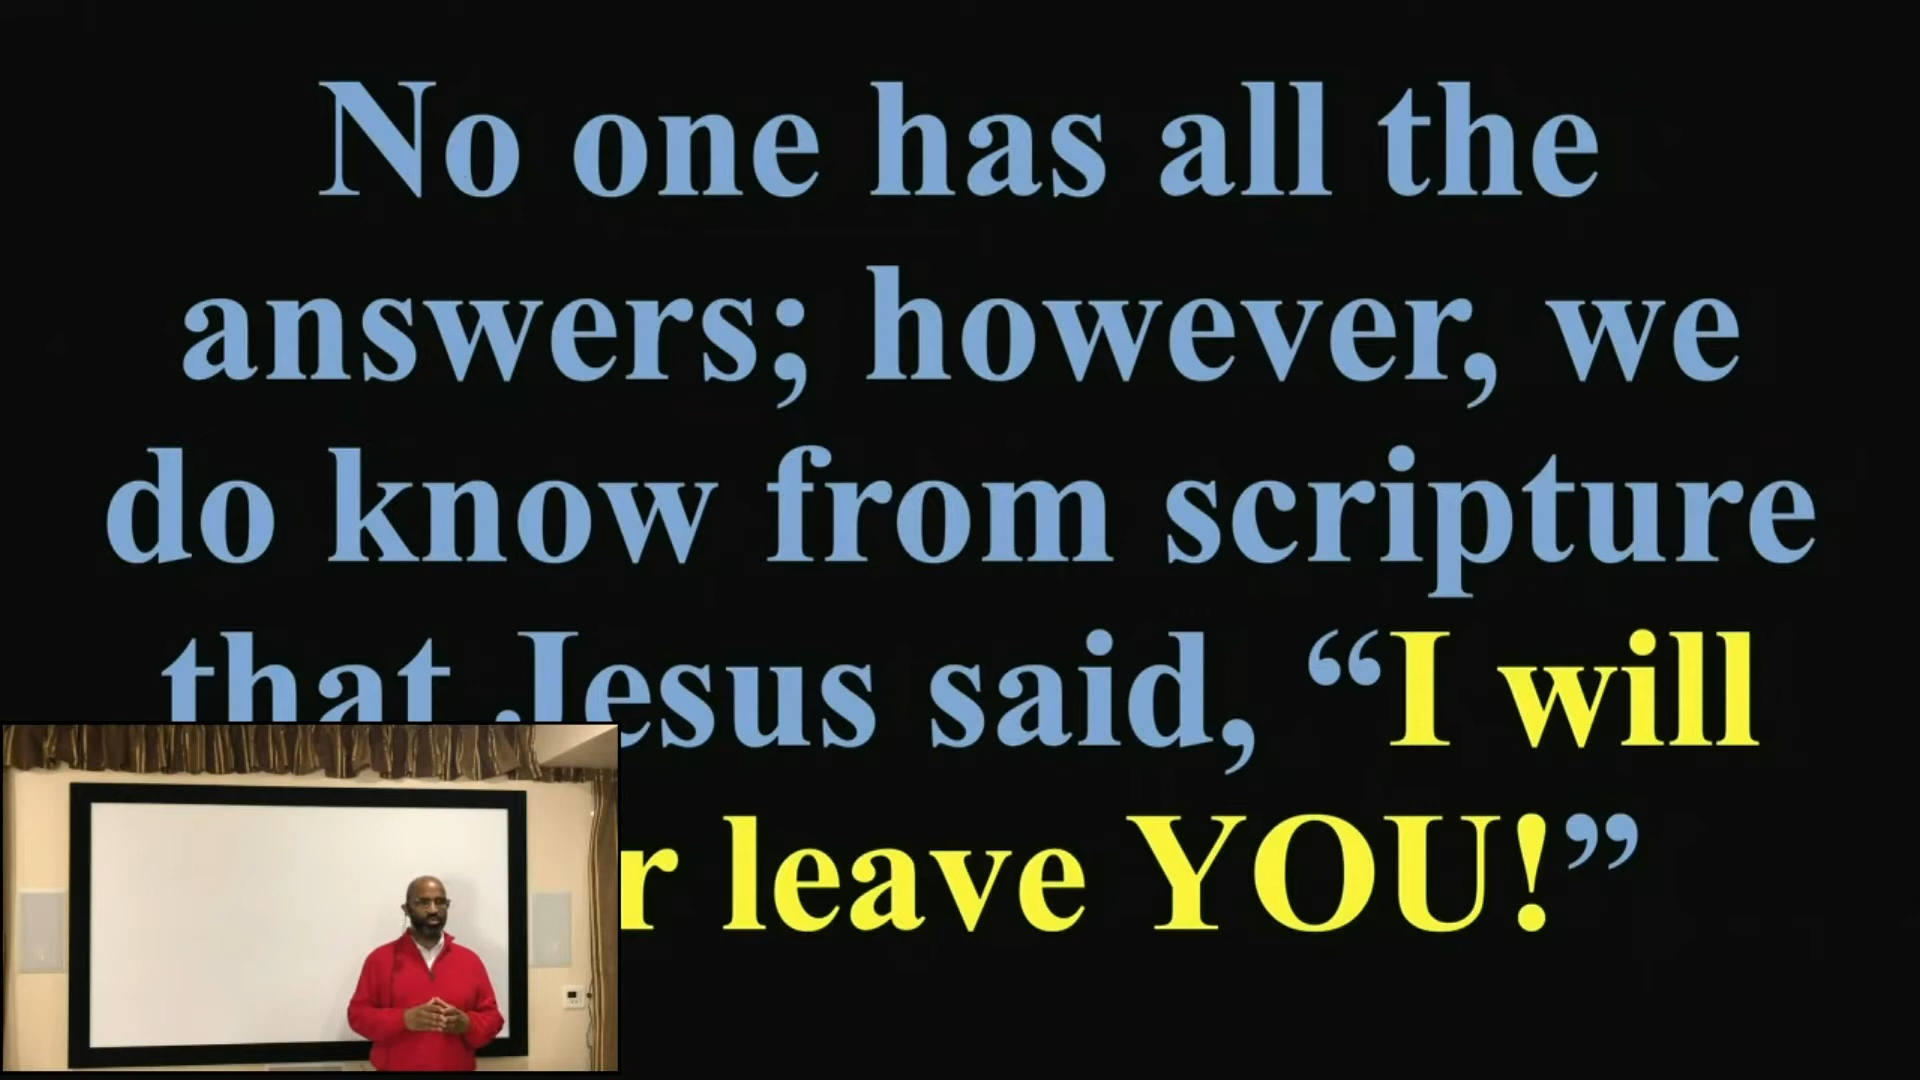 No one has all the
answers; however, we
do know from scripture
that Jesus said, “I will
r leave YOU!”